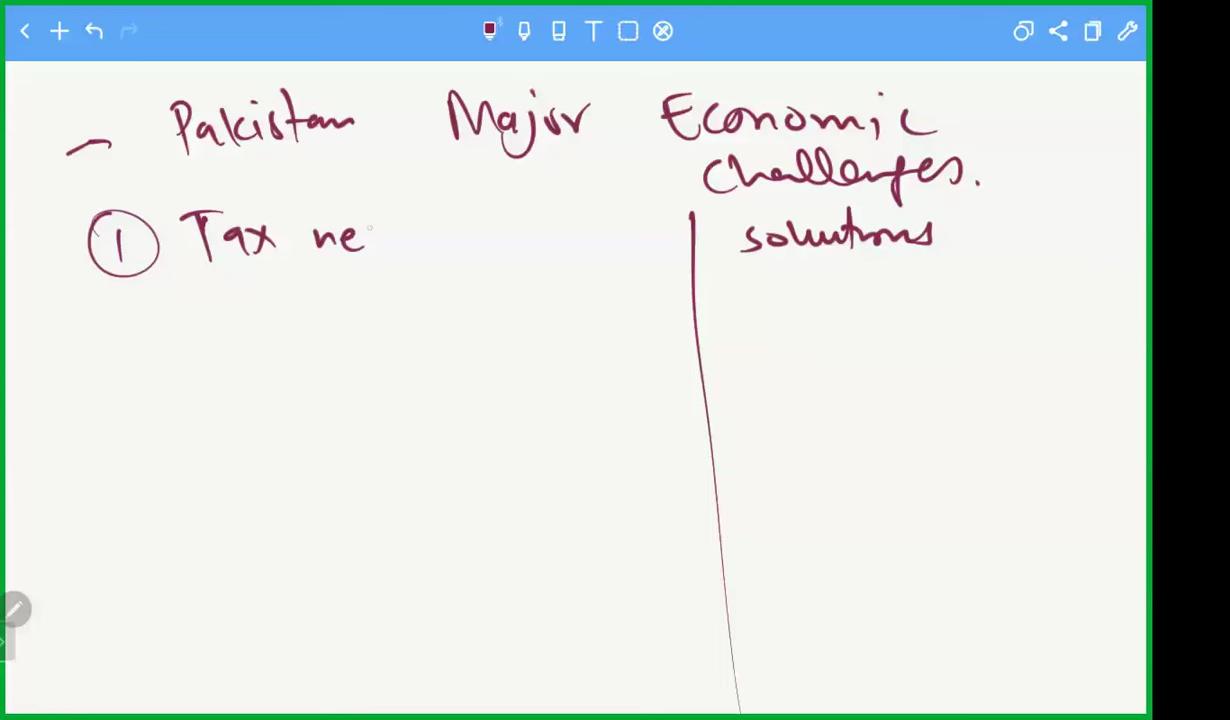 Pakistan Major Economic
challenges.
1 Tax ne
solutions